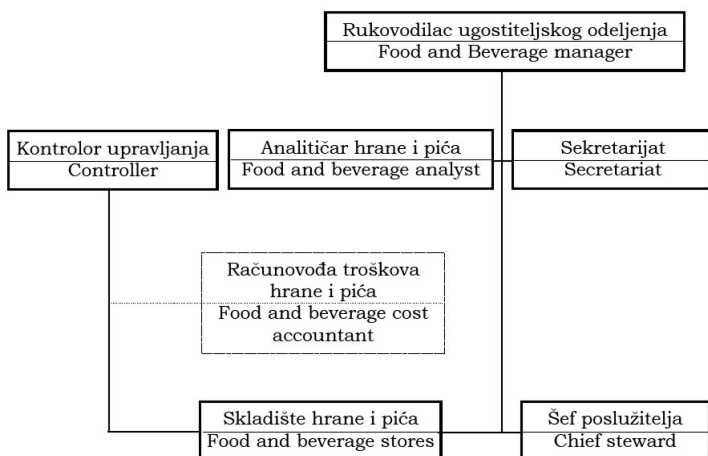 Rukovodilac ugostiteljskog odeljenja
Food and Beverage manager
Kontrolor upravljanja
Controller
Analitičar hrane i pića
Food and beverage analyst
Sekretarijat
Secretariat
Računovođa troškova
hrane i pića
Food and beverage cost
accountant
Skladište hrane i pića
Food and beverage stores
Šef poslužitelja
Chief steward